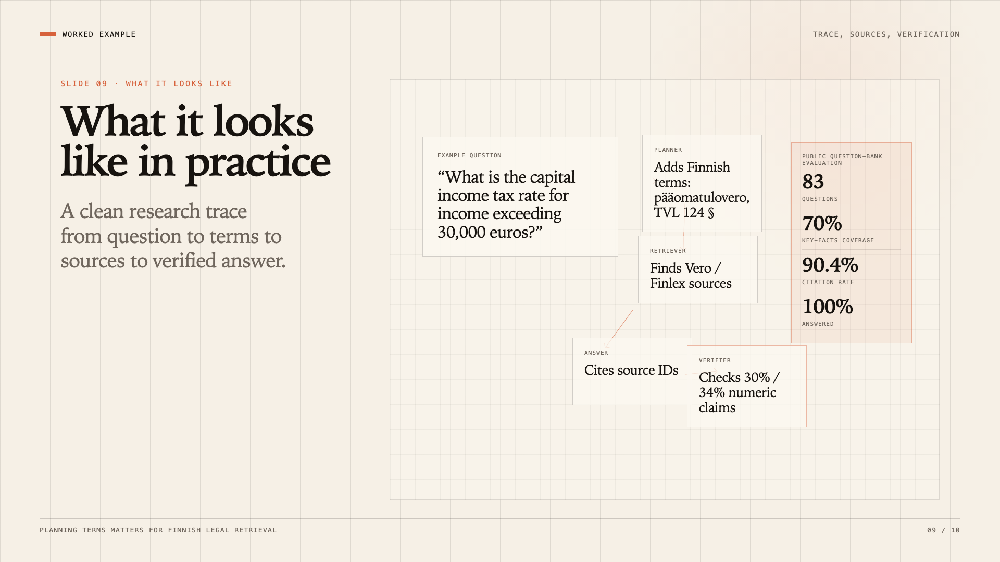 WORKED EXAMPLE
TRACE, SOURCES, VERIFICATION
SLIDE 09 · WHAT IT LOOKS LIKE
What it looks
like in practice
A clean research trace
from question to terms to
sources to verified answer.
EXAMPLE QUESTION
“What is the capital
income tax rate for
income exceeding
30,000 euros?”
PLANNER
Adds Finnish
terms:
pääomatulovero,
TVL 124 §
RETRIEVER
Finds Vero /
Finlex sources
ANSWER
Cites source IDs
VERIFIER
Checks 30% /
34% numeric
claims
PUBLIC QUESTION-BANK
EVALUATION
83
QUESTIONS
70%
KEY-FACTS COVERAGE
90.4%
CITATION RATE
100%
ANSWERED
PLANNING TERMS MATTERS FOR FINNISH LEGAL RETRIEVAL
09 / 10